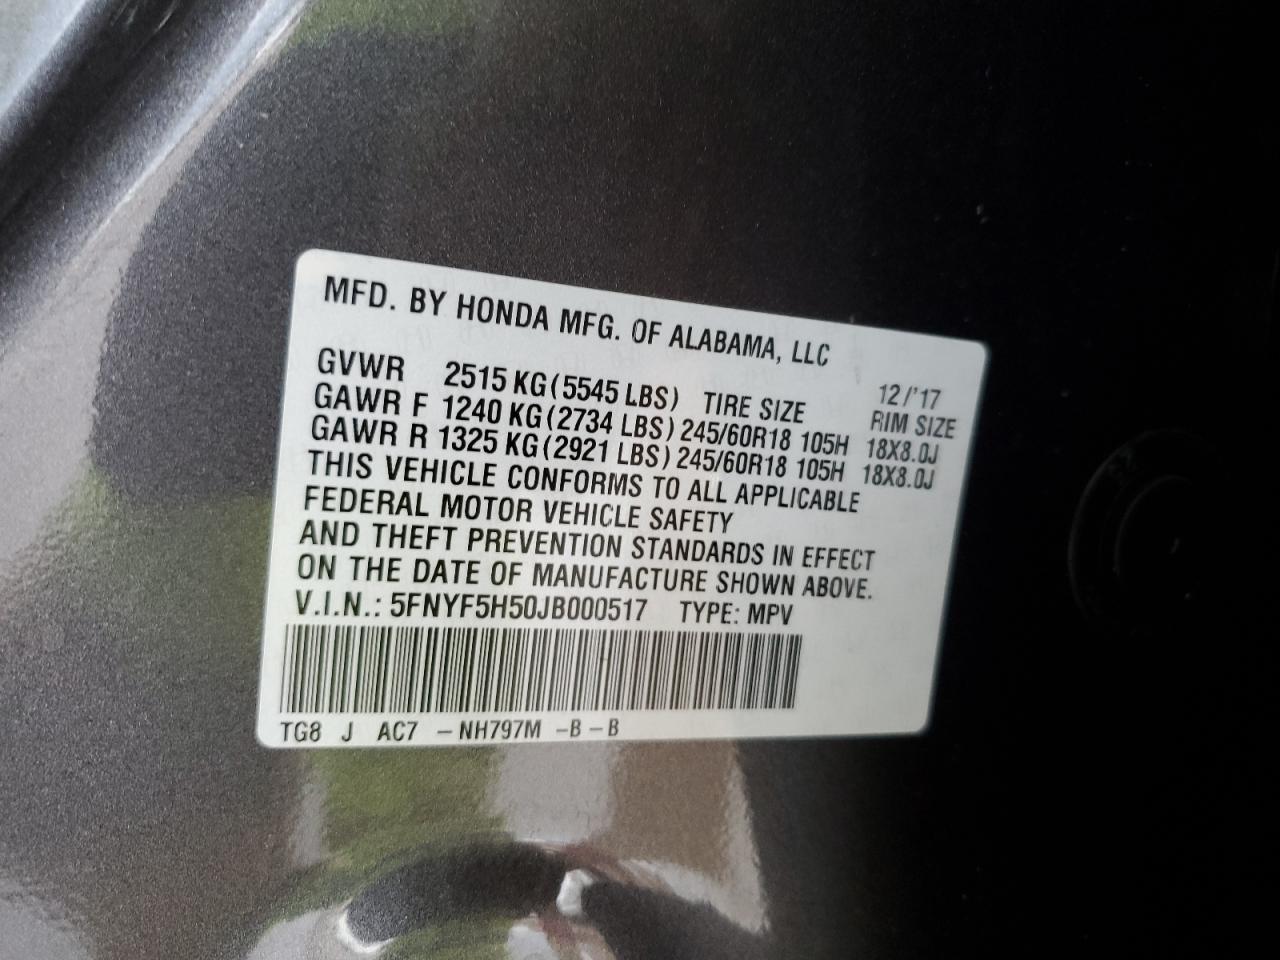 MFD. BY HONDA MFG. OF ALABAMA, LLC
12/'17
GVWR 2515 KG(5545 LBS) TIRE SIZE RIM SIZE
GAWR F 1240 KG(2734 LBS) 245/60R18 105H 18X8.0J
GAWR R 1325 KG(2921 LBS) 245/60R18 105H 18X8.0J
THIS VEHICLE CONFORMS TO ALL APPLICABLE
FEDERAL MOTOR VEHICLE SAFETY
AND THEFT PREVENTION STANDARDS IN EFFECT
ON THE DATE OF MANUFACTURE SHOWN ABOVE.
V.I.N.: 5FNYF5H50JB000517 TYPE: MPV
TG8 J AC7 -NH797M -B-B